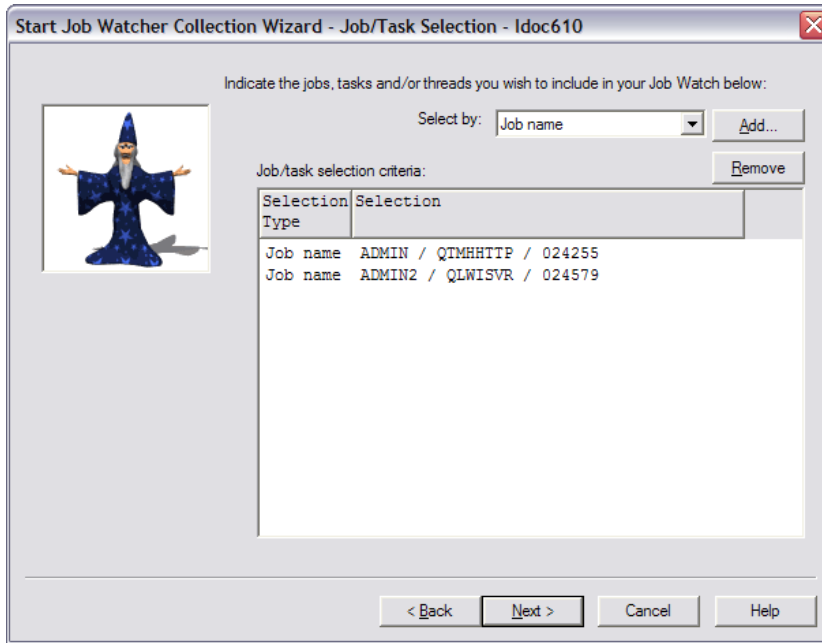 Start Job Watcher Collection Wizard - Job/Task Selection - Idoc610
Indicate the jobs, tasks and/or threads you wish to include in your Job Watch below:
Select by: Job name Add...
Job/task selection criteria: Remove
Selection Type Selection
Job name ADMIN / QTMHHTTP / 024255
Job name ADMIN2 / QLWISVR / 024579
< Back Next > Cancel Help